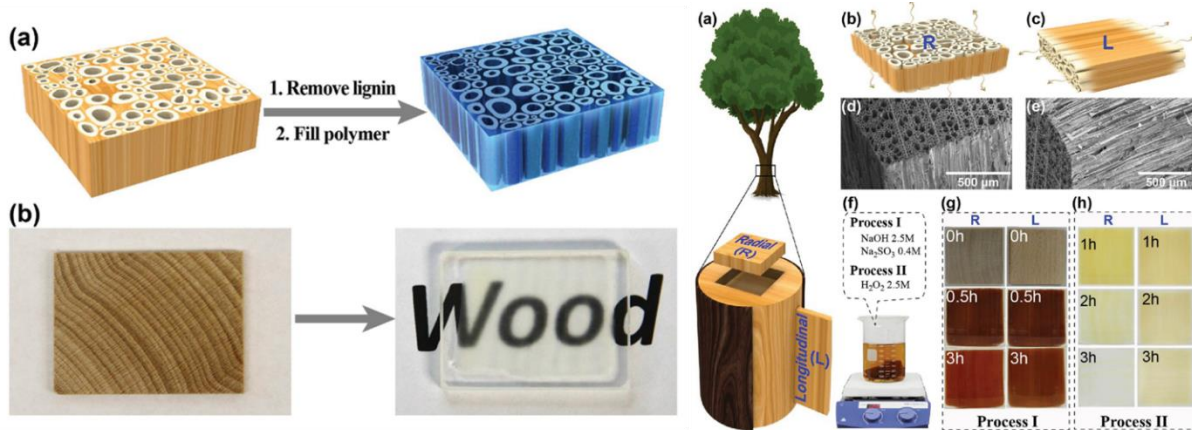 (a)
1. Remove lignin
2. Fill polymer
(b)
Wood
(a)
Radial
(R)
Longitudinal
(L)
(b)
R
(c)
L
(d)
500 μm
(e)
500 μm
(f)
Process I
NaOH 2.5M
Na₂SO₃ 0.4M
Process II
H₂O₂ 2.5M
(g)
R L
0h 0h
0.5h 0.5h
3h 3h
Process I
(h)
R L
1h 1h
2h 2h
3h 3h
Process II